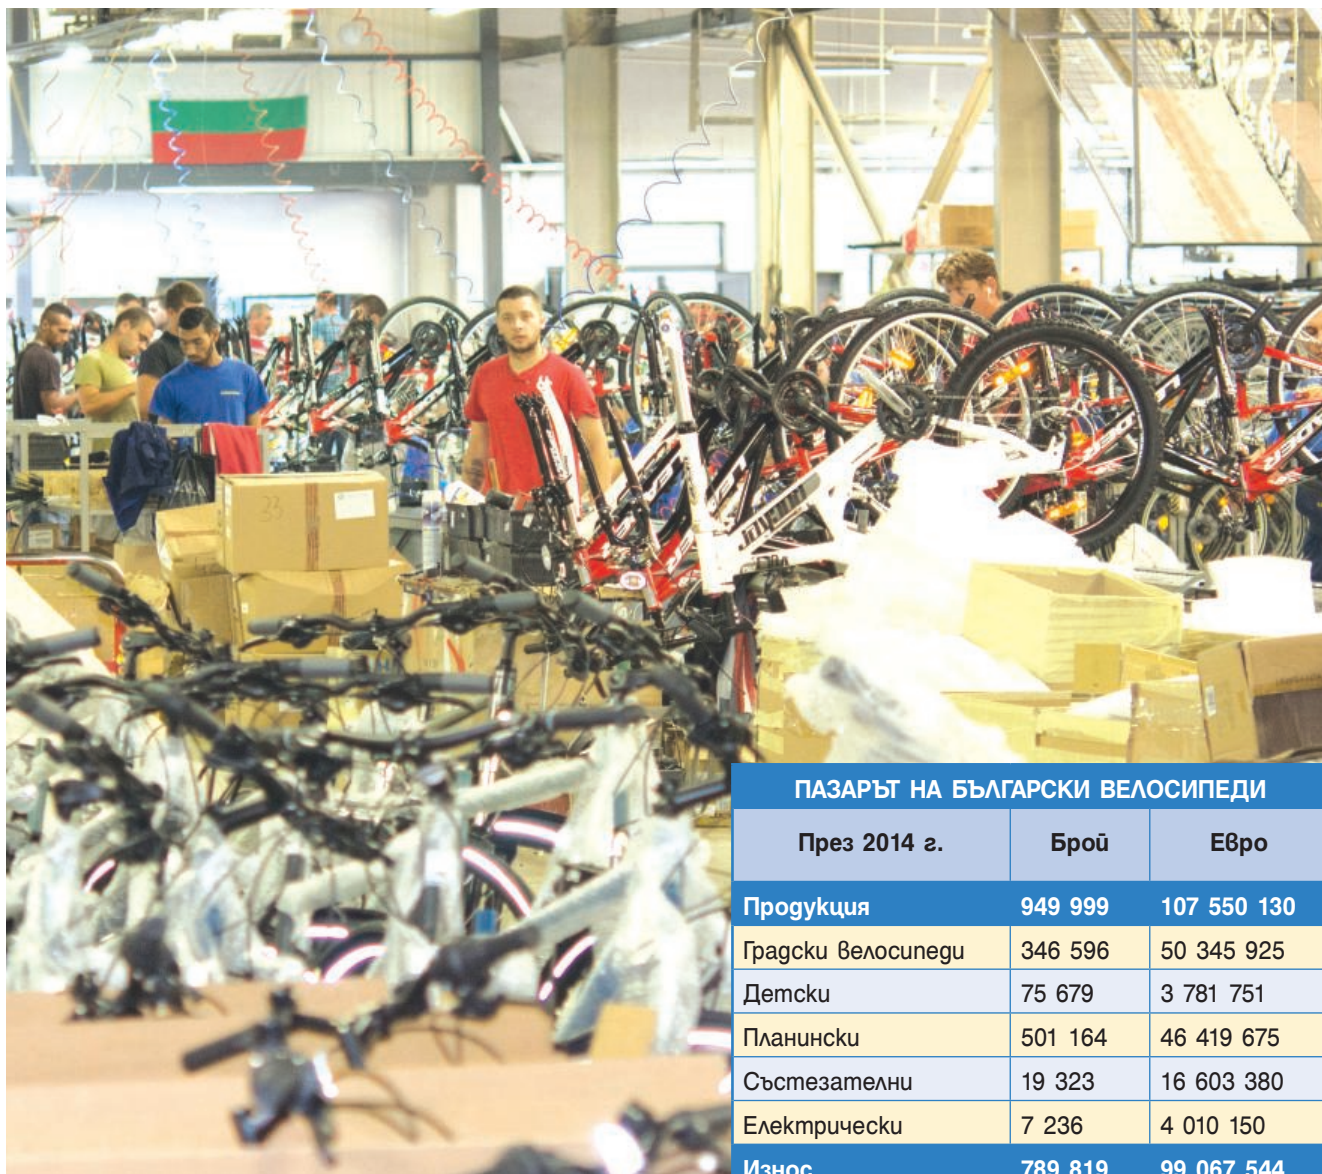 33
ПАЗАРЪТ НА БЪЛГАРСКИ ВЕЛОСИПЕДИ
През 2014 г. Брой Евро
Продукция 949 999 107 550 130
Градски велосипеди 346 596 50 345 925
Детски 75 679 3 781 751
Планински 501 164 46 419 675
Състезателни 19 323 16 603 380
Електрически 7 236 4 010 150
Износ 789 819 99 067 544